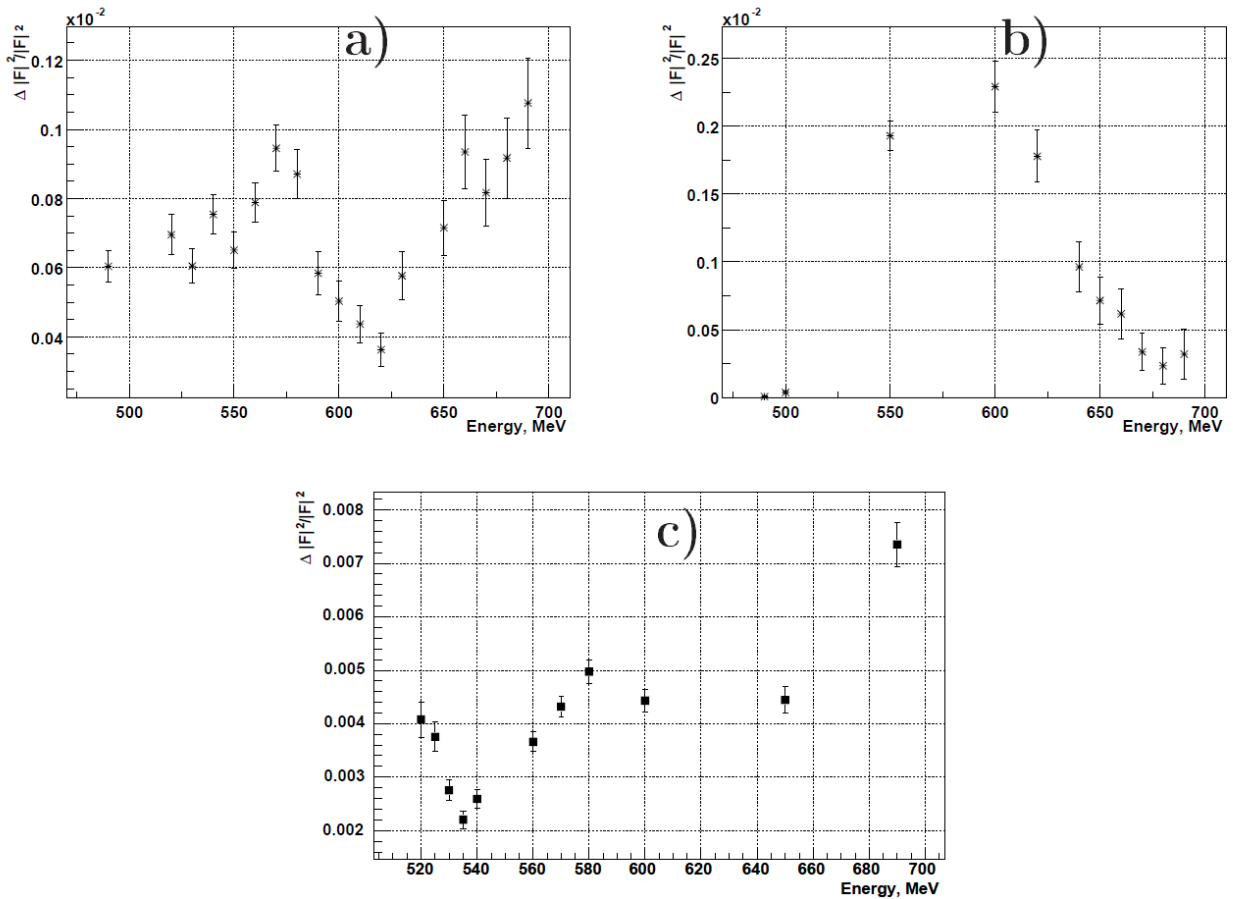 x10⁻²
Δ |F|²/|F|²
a)
0.12
0.1
0.08
0.06
0.04
500 550 600 650 700
Energy, MeV
x10⁻²
Δ |F|²/|F|²
b)
0.25
0.2
0.15
0.1
0.05
0
500 550 600 650 700
Energy, MeV
Δ |F|²/|F|²
c)
0.008
0.007
0.006
0.005
0.004
0.003
0.002
520 540 560 580 600 620 640 660 680 700
Energy, MeV